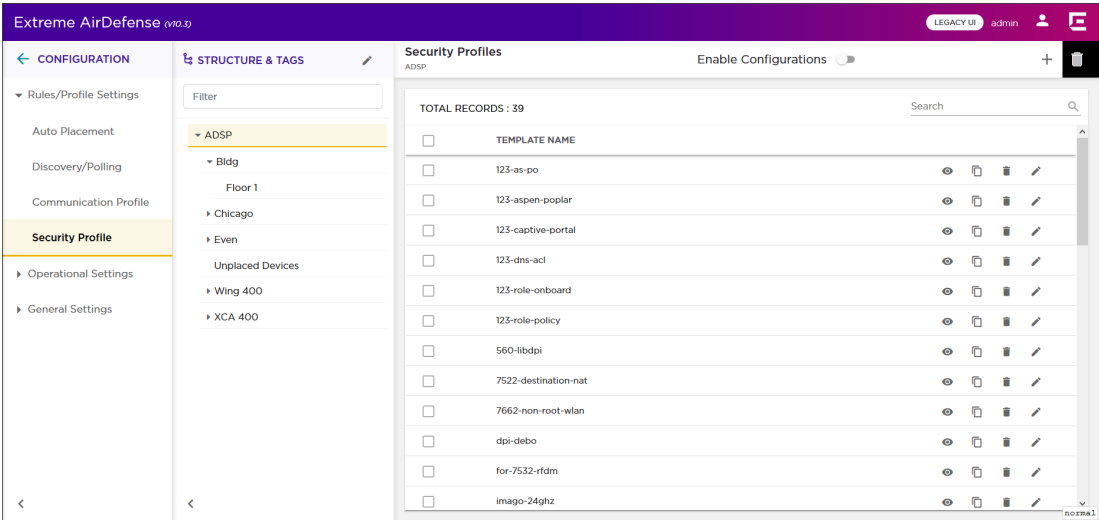 Extreme AirDefense (v10.3)
LEGACY UI
admin
CONFIGURATION
Rules/Profile Settings
Auto Placement
Discovery/Polling
Communication Profile
Security Profile
Operational Settings
General Settings
STRUCTURE & TAGS
Filter
ADSP
Bldg
Floor 1
Chicago
Even
Unplaced Devices
Wing 400
XCA 400
Security Profiles
ADSP
Enable Configurations
TOTAL RECORDS : 39
Search
TEMPLATE NAME
123-as-po
123-aspen-poplar
123-captive-portal
123-dns-acl
123-role-onboard
123-role-policy
560-libdpi
7522-destination-nat
7662-non-root-wlan
dpi-debo
for-7532-rfdm
imago-24ghz
normal